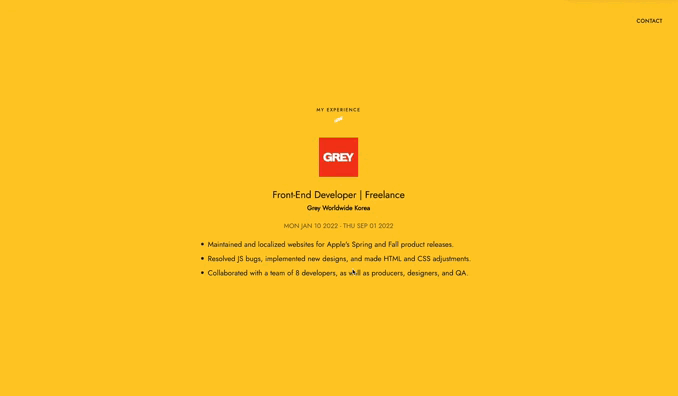 CONTACT
MY EXPERIENCE
GREY
Front-End Developer | Freelance
Grey Worldwide Korea
MON JAN 10 2022 - THU SEP 01 2022
Maintained and localized websites for Apple's Spring and Fall product releases.
Resolved JS bugs, implemented new designs, and made HTML and CSS adjustments.
Collaborated with a team of 8 developers, as well as producers, designers, and QA.